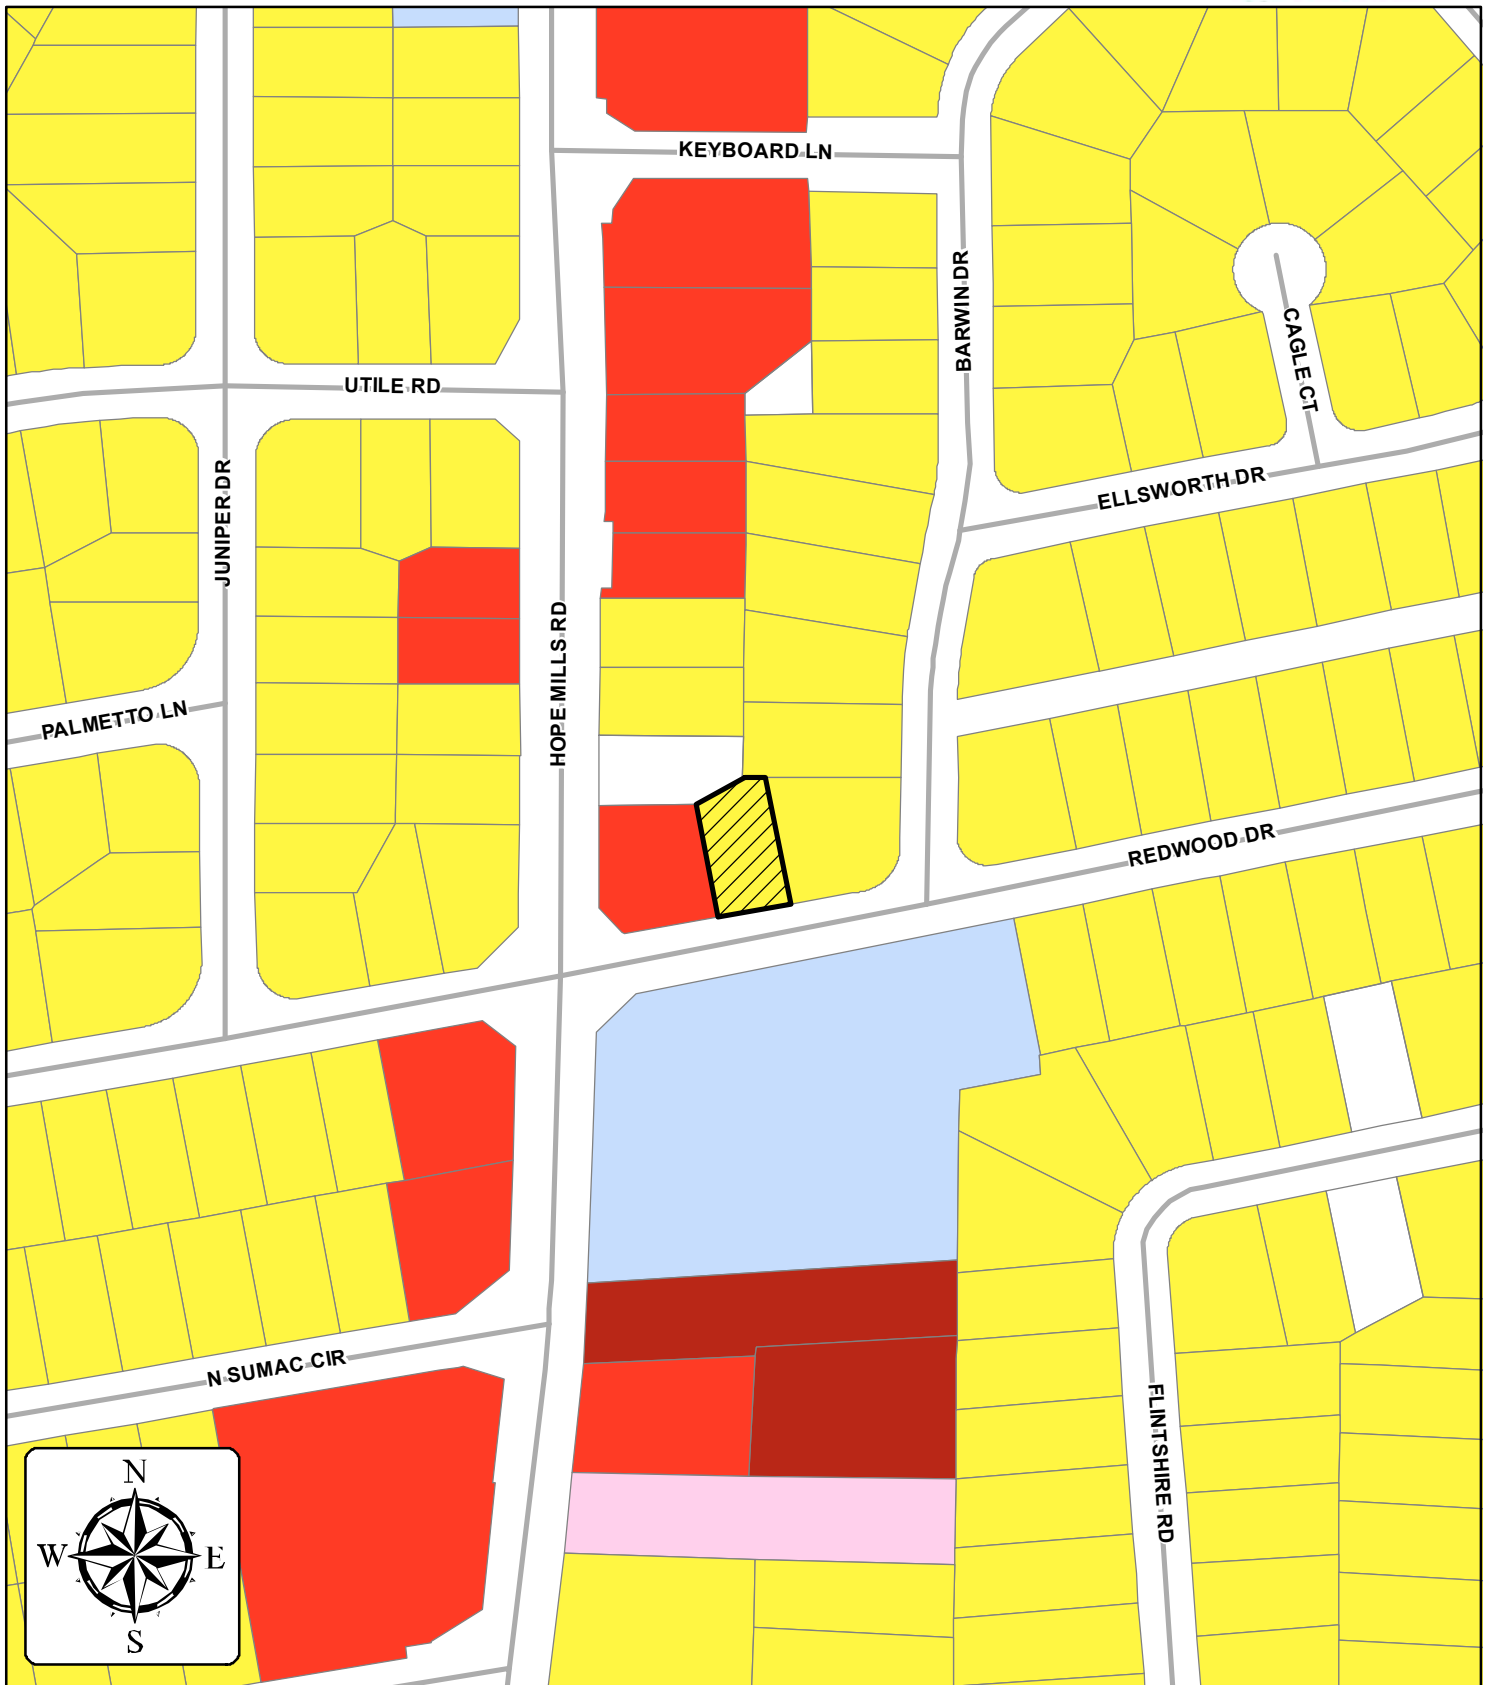 KEYBOARD LN
BARWIN DR
CAGLE CT
UTILE RD
JUNIPER DR
ELLSWORTH DR
HOPE MILLS RD
PALMETTO LN
REDWOOD DR
N SUMAC CIR
FLINTSHIRE RD
N
W E
S